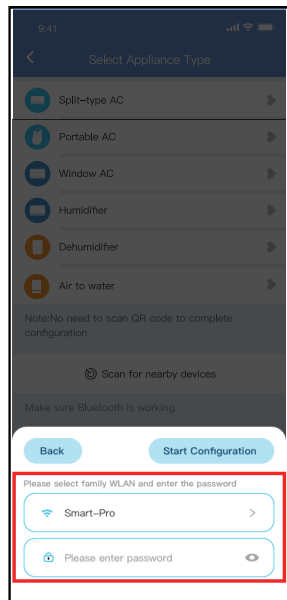 9:41
Select Appliance Type
Split-type AC
Portable AC
Window AC
Humidifier
Dehumidifier
Air to water
Note:No need to scan QR code to complete
configuration
Scan for nearby devices
Make sure Bluetooth is working.
Back
Start Configuration
Please select family WLAN and enter the password
Smart-Pro
Please enter password